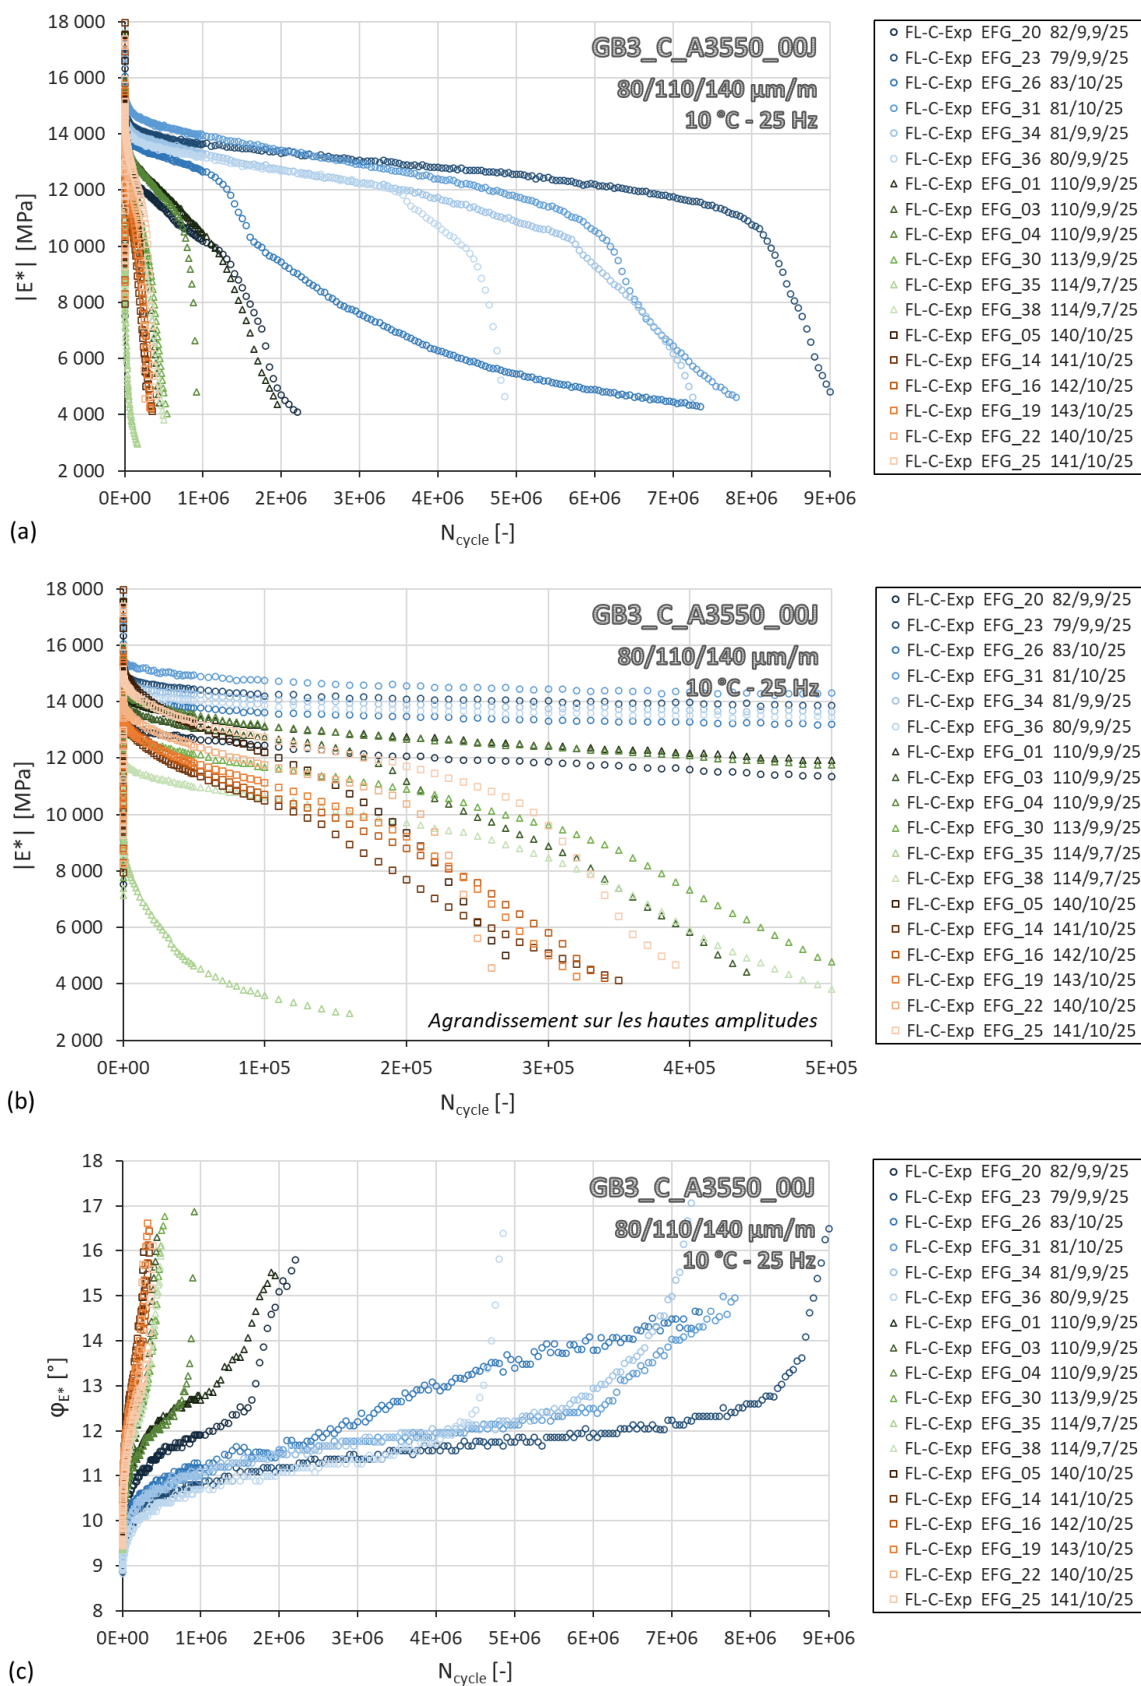 18 000
16 000
14 000
12 000
10 000
8 000
6 000
4 000
2 000
|E*| [MPa]
GB3_C_A3550_00J
80/110/140 µm/m
10 °C - 25 Hz
0E+00 1E+06 2E+06 3E+06 4E+06 5E+06 6E+06 7E+06 8E+06 9E+06
(a) Ncycle [-]
FL-C-Exp EFG_20 82/9,9/25
FL-C-Exp EFG_23 79/9,9/25
FL-C-Exp EFG_26 83/10/25
FL-C-Exp EFG_31 81/10/25
FL-C-Exp EFG_34 81/9,9/25
FL-C-Exp EFG_36 80/9,9/25
FL-C-Exp EFG_01 110/9,9/25
FL-C-Exp EFG_03 110/9,9/25
FL-C-Exp EFG_04 110/9,9/25
FL-C-Exp EFG_30 113/9,9/25
FL-C-Exp EFG_35 114/9,7/25
FL-C-Exp EFG_38 114/9,7/25
FL-C-Exp EFG_05 140/10/25
FL-C-Exp EFG_14 141/10/25
FL-C-Exp EFG_16 142/10/25
FL-C-Exp EFG_19 143/10/25
FL-C-Exp EFG_22 140/10/25
FL-C-Exp EFG_25 141/10/25
18 000
16 000
14 000
12 000
10 000
8 000
6 000
4 000
2 000
|E*| [MPa]
GB3_C_A3550_00J
80/110/140 µm/m
10 °C - 25 Hz
Agrandissement sur les hautes amplitudes
0E+00 1E+05 2E+05 3E+05 4E+05 5E+05
(b) Ncycle [-]
FL-C-Exp EFG_20 82/9,9/25
FL-C-Exp EFG_23 79/9,9/25
FL-C-Exp EFG_26 83/10/25
FL-C-Exp EFG_31 81/10/25
FL-C-Exp EFG_34 81/9,9/25
FL-C-Exp EFG_36 80/9,9/25
FL-C-Exp EFG_01 110/9,9/25
FL-C-Exp EFG_03 110/9,9/25
FL-C-Exp EFG_04 110/9,9/25
FL-C-Exp EFG_30 113/9,9/25
FL-C-Exp EFG_35 114/9,7/25
FL-C-Exp EFG_38 114/9,7/25
FL-C-Exp EFG_05 140/10/25
FL-C-Exp EFG_14 141/10/25
FL-C-Exp EFG_16 142/10/25
FL-C-Exp EFG_19 143/10/25
FL-C-Exp EFG_22 140/10/25
FL-C-Exp EFG_25 141/10/25
18
17
16
15
14
13
12
11
10
9
8
φE* [°]
GB3_C_A3550_00J
80/110/140 µm/m
10 °C - 25 Hz
0E+00 1E+06 2E+06 3E+06 4E+06 5E+06 6E+06 7E+06 8E+06 9E+06
(c) Ncycle [-]
FL-C-Exp EFG_20 82/9,9/25
FL-C-Exp EFG_23 79/9,9/25
FL-C-Exp EFG_26 83/10/25
FL-C-Exp EFG_31 81/10/25
FL-C-Exp EFG_34 81/9,9/25
FL-C-Exp EFG_36 80/9,9/25
FL-C-Exp EFG_01 110/9,9/25
FL-C-Exp EFG_03 110/9,9/25
FL-C-Exp EFG_04 110/9,9/25
FL-C-Exp EFG_30 113/9,9/25
FL-C-Exp EFG_35 114/9,7/25
FL-C-Exp EFG_38 114/9,7/25
FL-C-Exp EFG_05 140/10/25
FL-C-Exp EFG_14 141/10/25
FL-C-Exp EFG_16 142/10/25
FL-C-Exp EFG_19 143/10/25
FL-C-Exp EFG_22 140/10/25
FL-C-Exp EFG_25 141/10/25